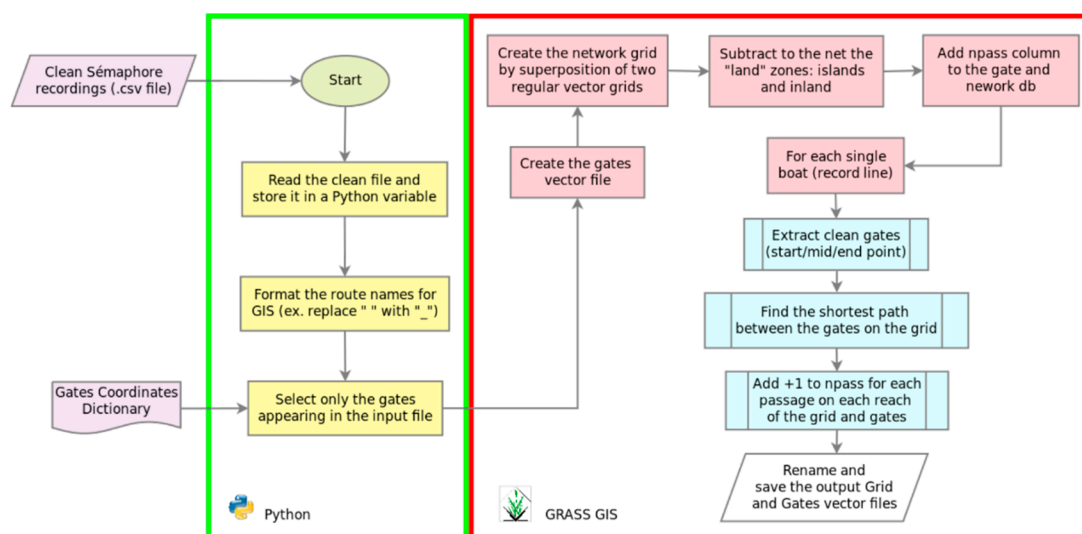 Clean Sémaphore
recordings (.csv file)
Start
Read the clean file and
store it in a Python variable
Format the route names for
GIS (ex. replace " " with "_")
Gates Coordinates
Dictionary
Select only the gates
appearing in the input file
Python
Create the network grid
by superposition of two
regular vector grids
Subtract to the net the
"land" zones: islands
and inland
Add npass column
to the gate and
nework db
Create the gates
vector file
For each single
boat (record line)
Extract clean gates
(start/mid/end point)
Find the shortest path
between the gates on the grid
Add +1 to npass for each
passage on each reach
of the grid and gates
Rename and
save the output Grid
and Gates vector files
GRASS GIS